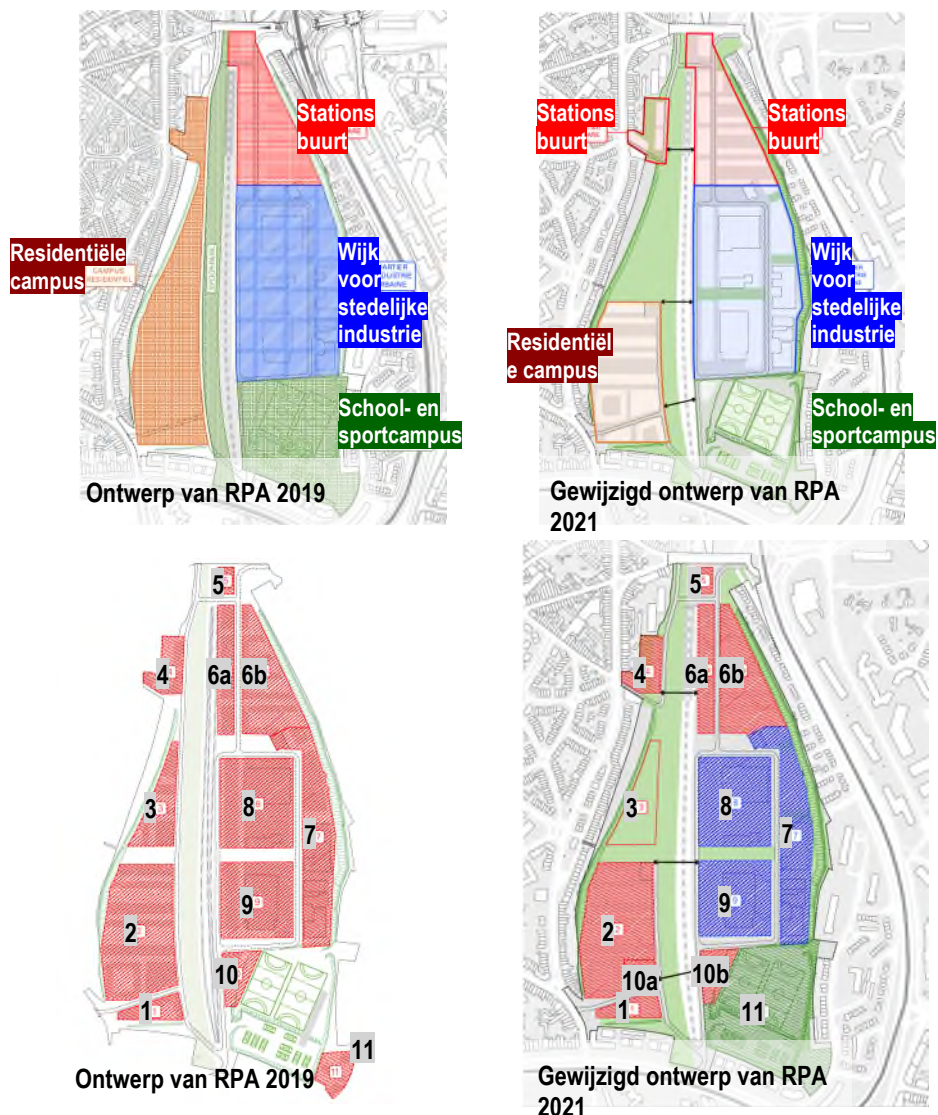 Stations
buurt
Residentiële
campus
CAMPUS
RESIDENTIEL
Wijk
voor
stedelijke
industrie
School- en
sportcampus
Ontwerp van RPA 2019
Stations
buurt
Stations
buurt
Wijk
voor
stedelijke
industrie
Residentiël
e campus
School- en
sportcampus
Gewijzigd ontwerp van RPA
2021
5
4
6a 6b
3
8
7
9
2
10
1
11
11
Ontwerp van RPA 2019
5
4
6a 6b
3
8
7
9
2
10a
10b
1
11
Gewijzigd ontwerp van RPA
2021